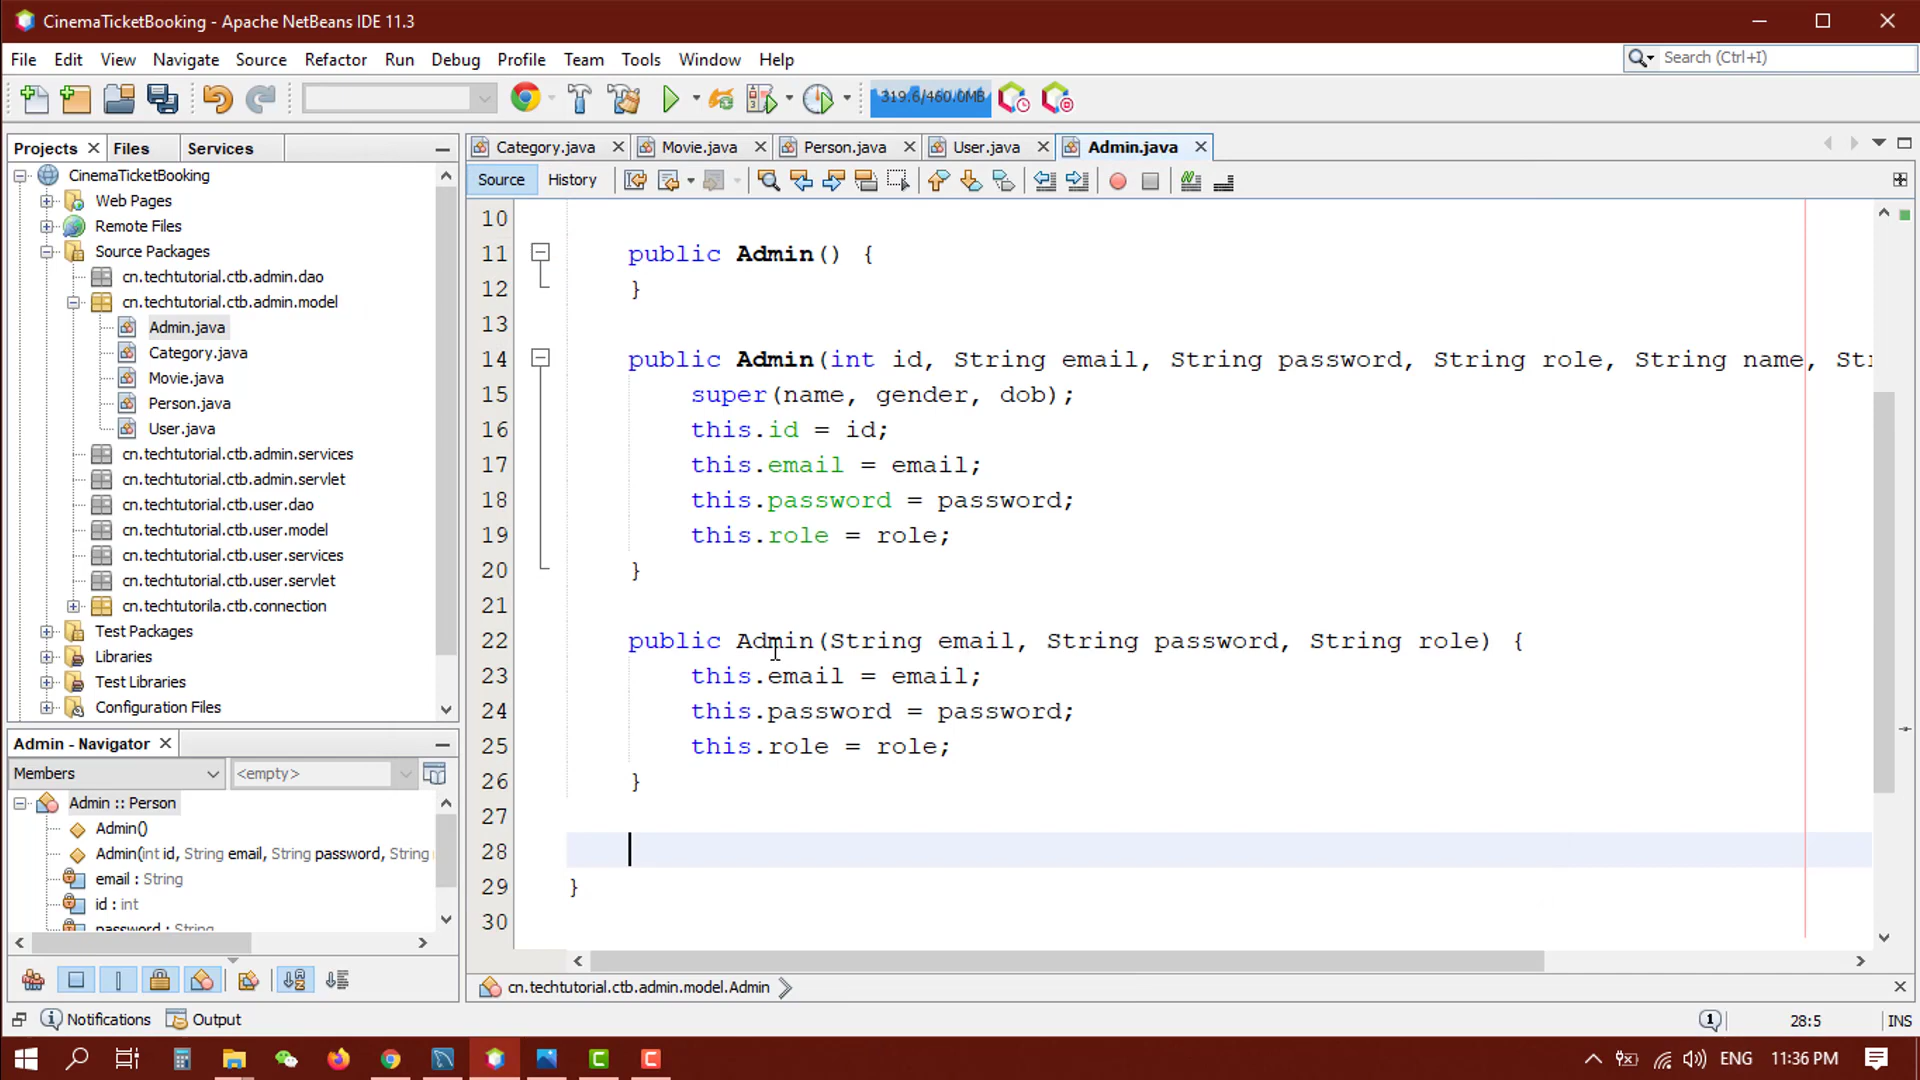 CinemaTicketBooking - Apache NetBeans IDE 11.3
File Edit View Navigate Source Refactor Run Debug Profile Team Tools Window Help
Search (Ctrl+I)
319.6/460.0MB
Projects Files Services
CinemaTicketBooking
Web Pages
Remote Files
Source Packages
cn.techtutorial.ctb.admin.dao
cn.techtutorial.ctb.admin.model
Admin.java
Category.java
Movie.java
Person.java
User.java
cn.techtutorial.ctb.admin.services
cn.techtutorial.ctb.admin.servlet
cn.techtutorial.ctb.user.dao
cn.techtutorial.ctb.user.model
cn.techtutorial.ctb.user.services
cn.techtutorial.ctb.user.servlet
cn.techtutorila.ctb.connection
Test Packages
Libraries
Test Libraries
Configuration Files
Admin - Navigator
Members <empty>
Admin :: Person
Admin()
Admin(int id, String email, String password, String
email : String
id : int
password : String
Category.java Movie.java Person.java User.java Admin.java
Source History
10
11 public Admin() {
12 }
13
14 public Admin(int id, String email, String password, String role, String name, Str
15 super(name, gender, dob);
16 this.id = id;
17 this.email = email;
18 this.password = password;
19 this.role = role;
20 }
21
22 public Admin(String email, String password, String role) {
23 this.email = email;
24 this.password = password;
25 this.role = role;
26 }
27
28
29 }
30
cn.techtutorial.ctb.admin.model.Admin
Notifications Output
1 28:5 INS
ENG 11:36 PM